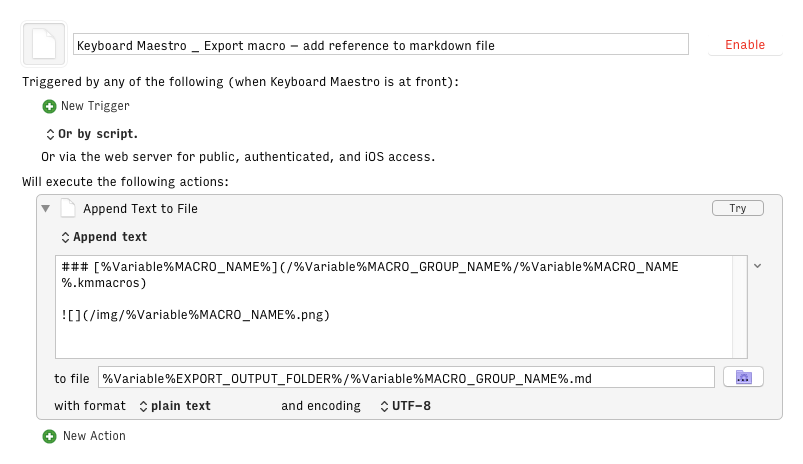 Keyboard Maestro _ Export macro — add reference to markdown file
Enable
Triggered by any of the following (when Keyboard Maestro is at front):
New Trigger
Or by script.
Or via the web server for public, authenticated, and iOS access.
Will execute the following actions:
Append Text to File
Try
Append text
### [%Variable%MACRO_NAME%](/%Variable%MACRO_GROUP_NAME%/%Variable%MACRO_NAME
%.kmmacros)
![](/img/%Variable%MACRO_NAME%.png)
to file %Variable%EXPORT_OUTPUT_FOLDER%/%Variable%MACRO_GROUP_NAME%.md
with format plain text and encoding UTF-8
New Action